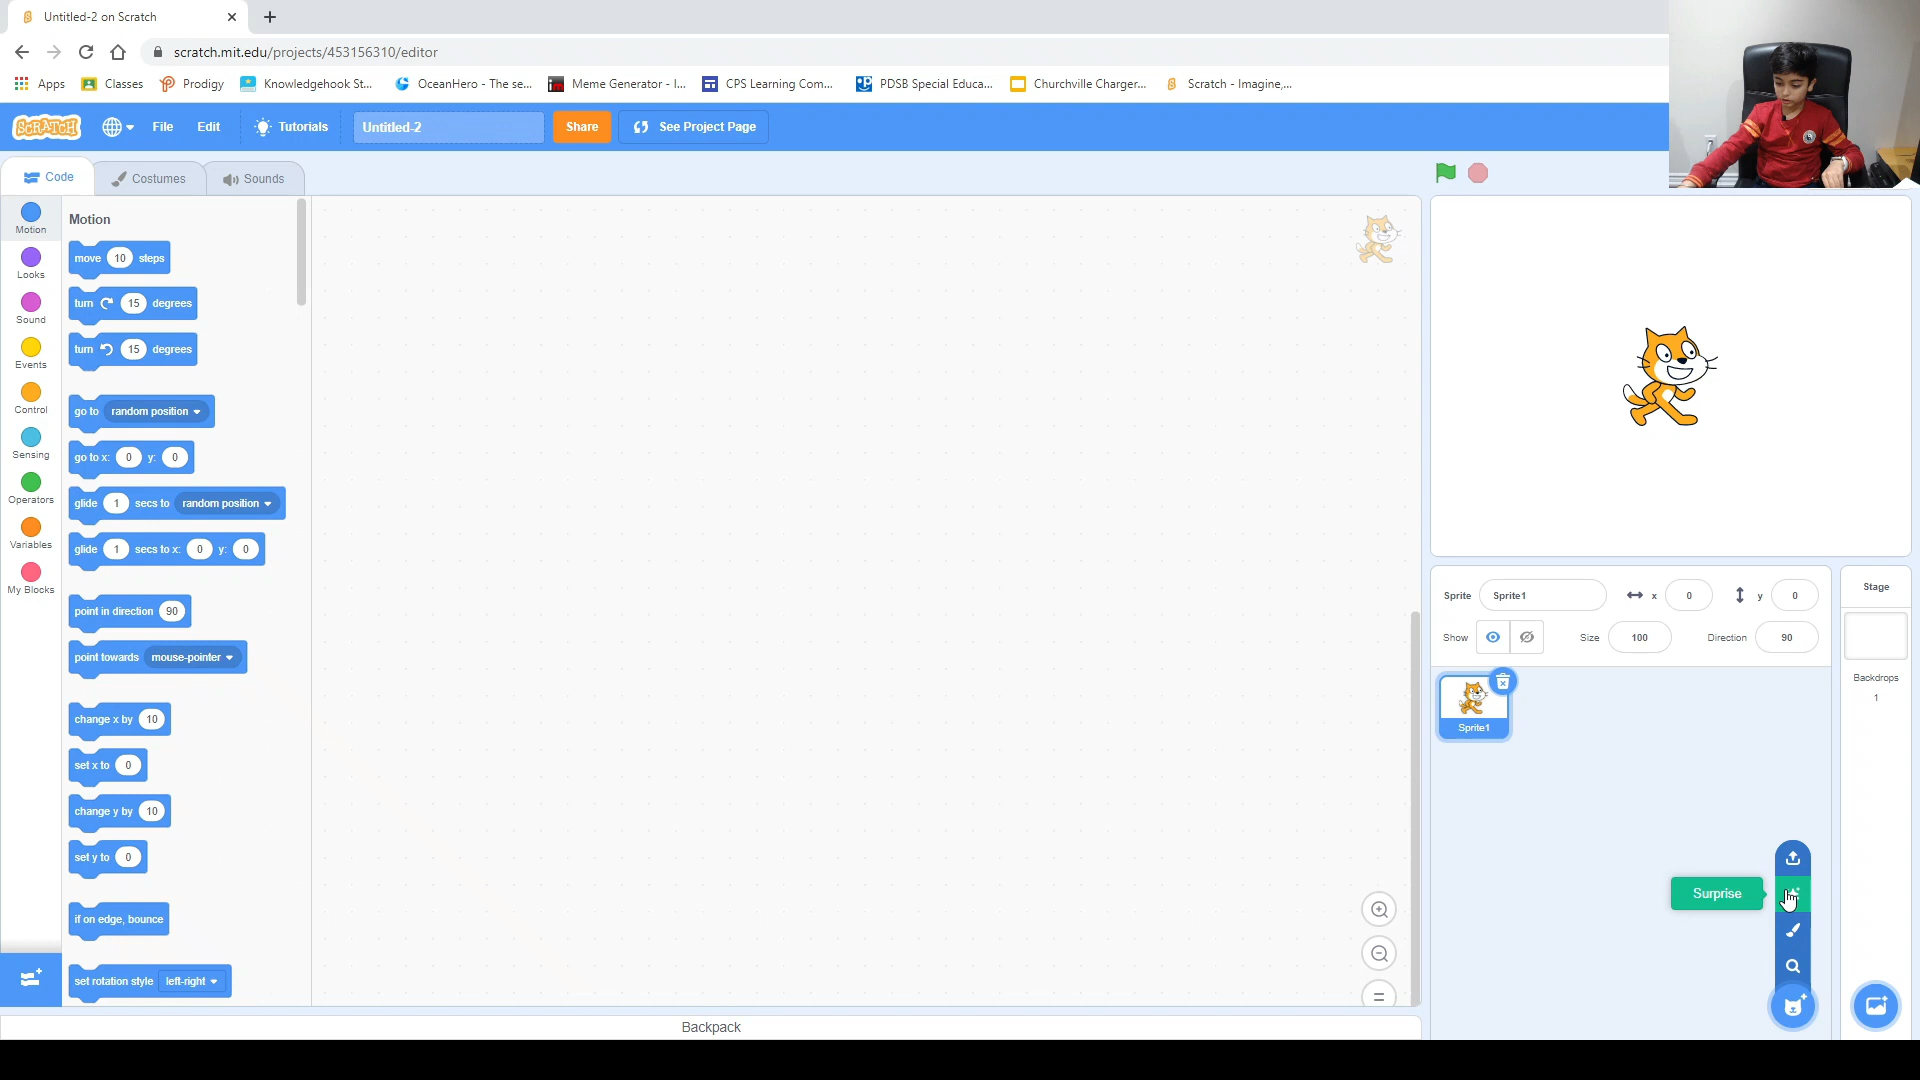 Untitled-2 on Scratch
scratch.mit.edu/projects/453156310/editor
Apps
Classes
Prodigy
Knowledgehook St...
OceanHero - The se...
Meme Generator - I...
CPS Learning Com...
PDSB Special Educa...
Churchville Charger...
Scratch - Imagine,...
SCRATCH
File
Edit
Tutorials
Untitled-2
Share
See Project Page
Code
Costumes
Sounds
Motion
Looks
Sound
Events
Control
Sensing
Operators
Variables
My Blocks
Motion
move 10 steps
turn 15 degrees
turn 15 degrees
go to random position
go to x: 0 y: 0
glide 1 secs to random position
glide 1 secs to x: 0 y: 0
point in direction 90
point towards mouse-pointer
change x by 10
set x to 0
change y by 10
set y to 0
if on edge, bounce
set rotation style left-right
Backpack
Sprite Sprite1 x 0 y 0
Show Size 100 Direction 90
Sprite1
Surprise
Stage
Backdrops
1